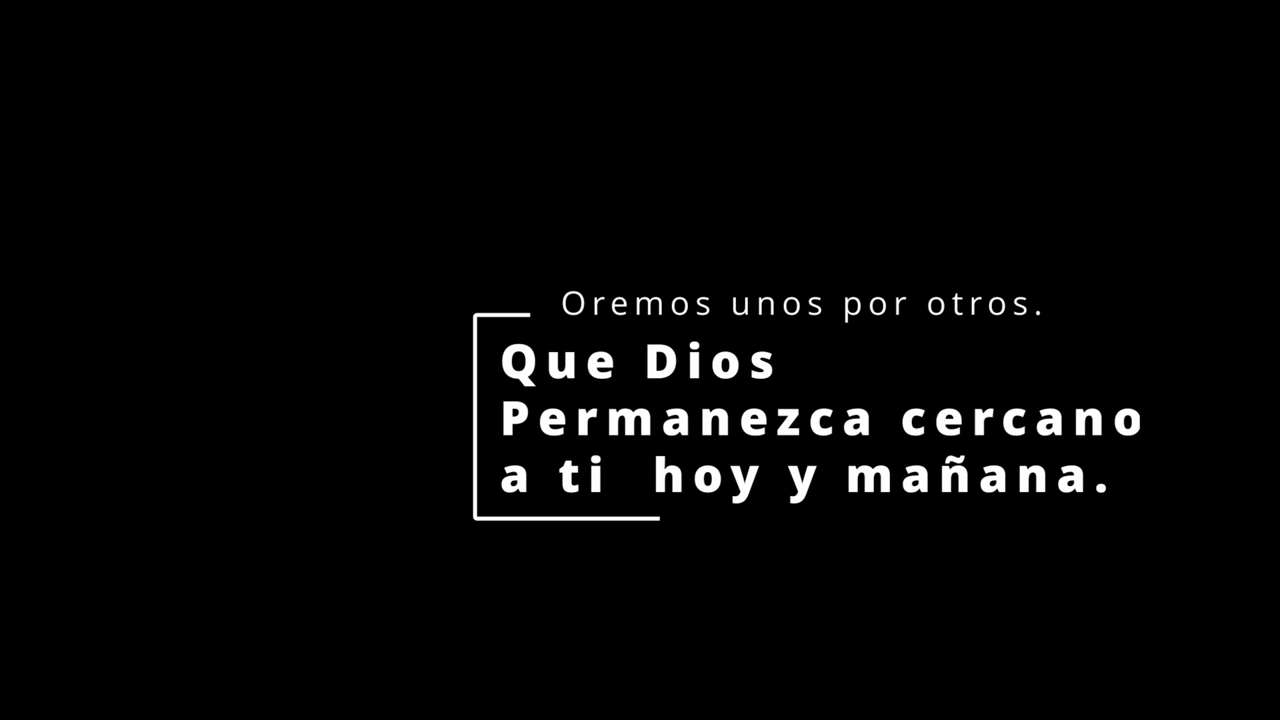 Oremos unos por otros.
Que Dios
Permanezca cercano
a ti  hoy y mañana.